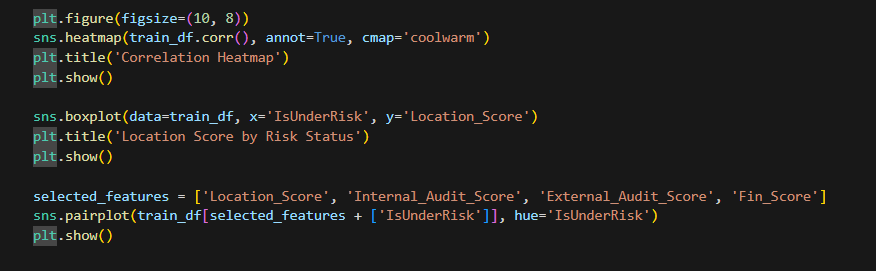 plt.figure(figsize=(10, 8))
sns.heatmap(train_df.corr(), annot=True, cmap='coolwarm')
plt.title('Correlation Heatmap')
plt.show()
sns.boxplot(data=train_df, x='IsUnderRisk', y='Location_Score')
plt.title('Location Score by Risk Status')
plt.show()
selected_features = ['Location_Score', 'Internal_Audit_Score', 'External_Audit_Score', 'Fin_Score']
sns.pairplot(train_df[selected_features + ['IsUnderRisk']], hue='IsUnderRisk')
plt.show()